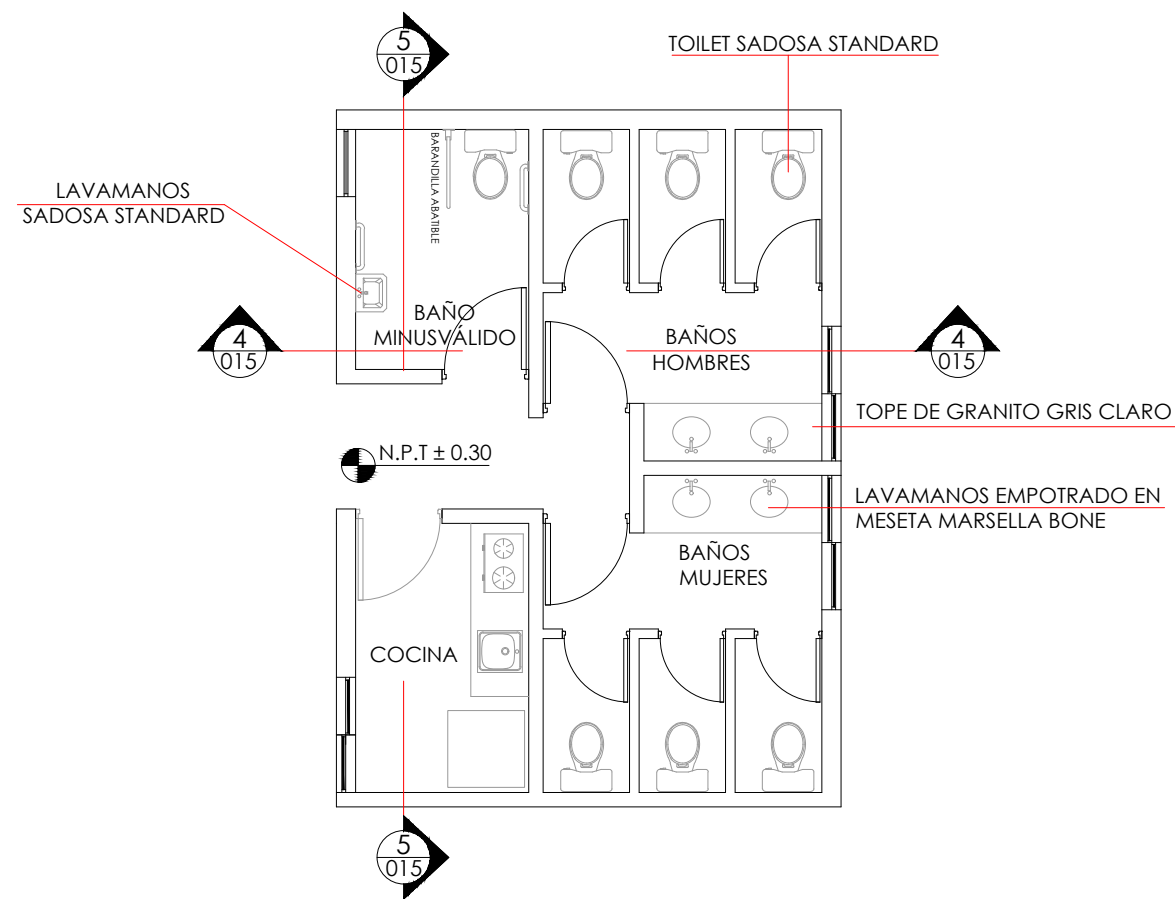 5
015
TOILET SADOSA STANDARD
BARANDILLA ABATIBLE
LAVAMANOS
SADOSA STANDARD
BAÑO
MINUSVÁLIDO
4
015
BAÑOS
HOMBRES
4
015
TOPE DE GRANITO GRIS CLARO
N.P.T ± 0.30
LAVAMANOS EMPOTRADO EN
MESETA MARSELLA BONE
BAÑOS
MUJERES
COCINA
5
015